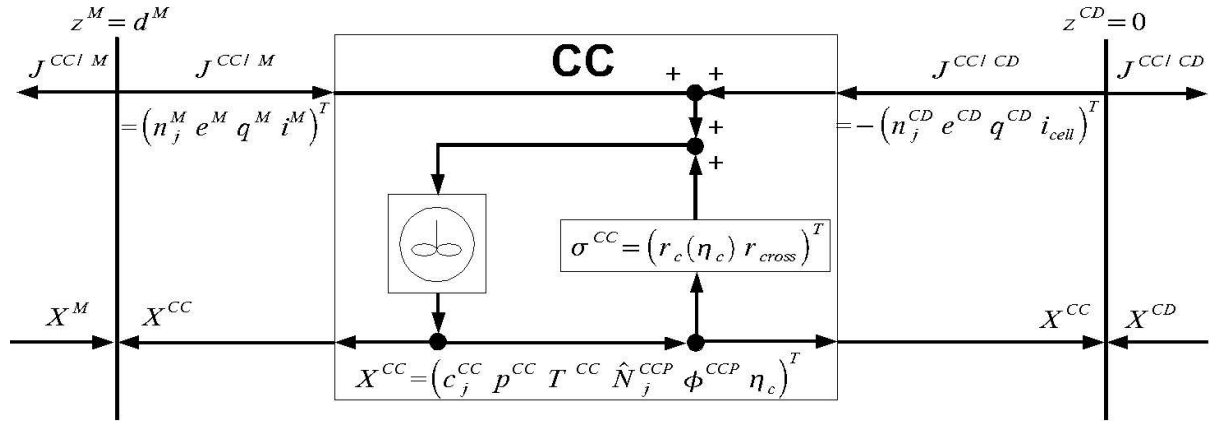 z^M = d^M
z^CD = 0
J^CC/M
J^CC/M
CC
+ +
J^CC/CD
J^CC/CD
= (n_j^M e^M q^M i^M)^T
+
+
= −(n_j^CD e^CD q^CD i_cell)^T
σ^CC = (r_c(η_c) r_cross)^T
X^M
X^CC
X^CC
X^CD
X^CC = (c_j^CC p^CC T^CC N̂_j^CCP ϕ^CCP η_c)^T